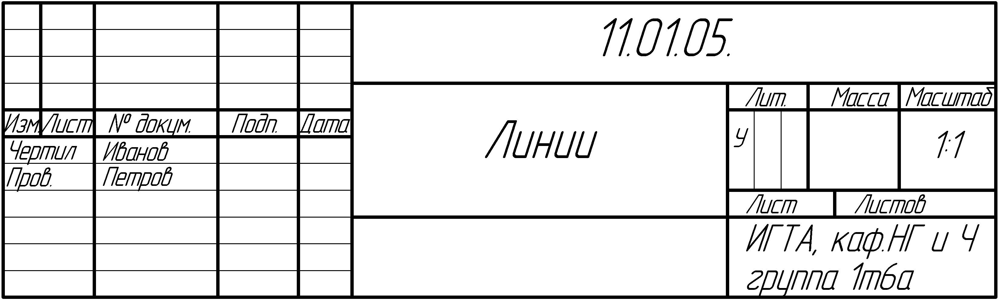 11.01.05.
Лит. Масса Масштаб
Изм. Лист № докум. Подп. Дата
Линии
У 1:1
Чертил Иванов
Пров. Петров
Лист Листов
ИГТА, каф.НГ и Ч
группа 1т6а